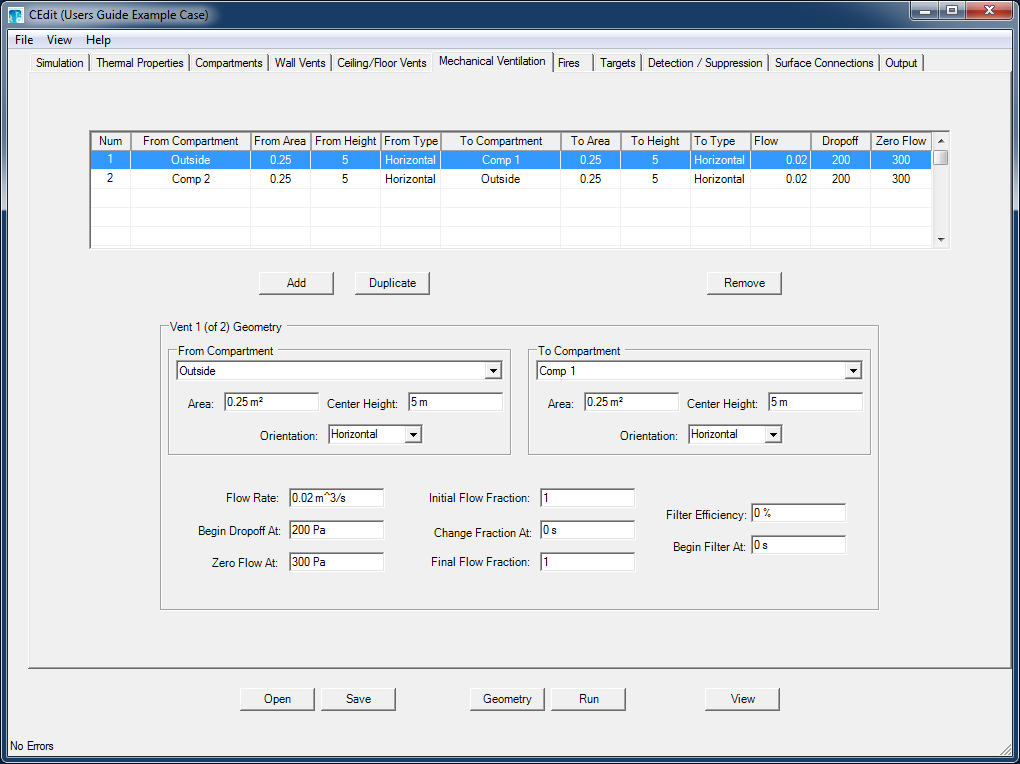 CEdit (Users Guide Example Case)
File View Help
Simulation Thermal Properties Compartments Wall Vents Ceiling/Floor Vents Mechanical Ventilation Fires Targets Detection / Suppression Surface Connections Output
Num From Compartment From Area From Height From Type To Compartment To Area To Height To Type Flow Dropoff Zero Flow
1 Outside 0.25 5 Horizontal Comp 1 0.25 5 Horizontal 0.02 200 300
2 Comp 2 0.25 5 Horizontal Outside 0.25 5 Horizontal 0.02 200 300
Add Duplicate Remove
Vent 1 (of 2) Geometry
From Compartment To Compartment
Outside Comp 1
Area: 0.25 m² Center Height: 5 m Area: 0.25 m² Center Height: 5 m
Orientation: Horizontal Orientation: Horizontal
Flow Rate: 0.02 m^3/s Initial Flow Fraction: 1
Filter Efficiency: 0 %
Begin Dropoff At: 200 Pa Change Fraction At: 0 s
Begin Filter At: 0 s
Zero Flow At: 300 Pa Final Flow Fraction: 1
Open Save Geometry Run View
No Errors